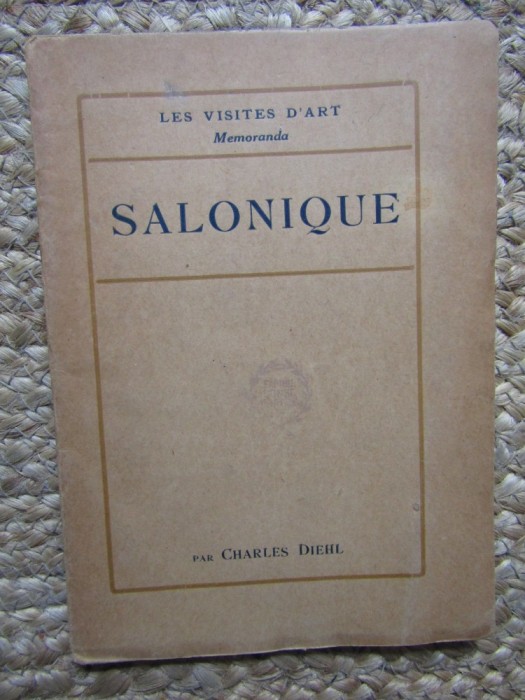 LES VISITES D'ART
Memoranda
SALONIQUE
PAR CHARLES DIEHL